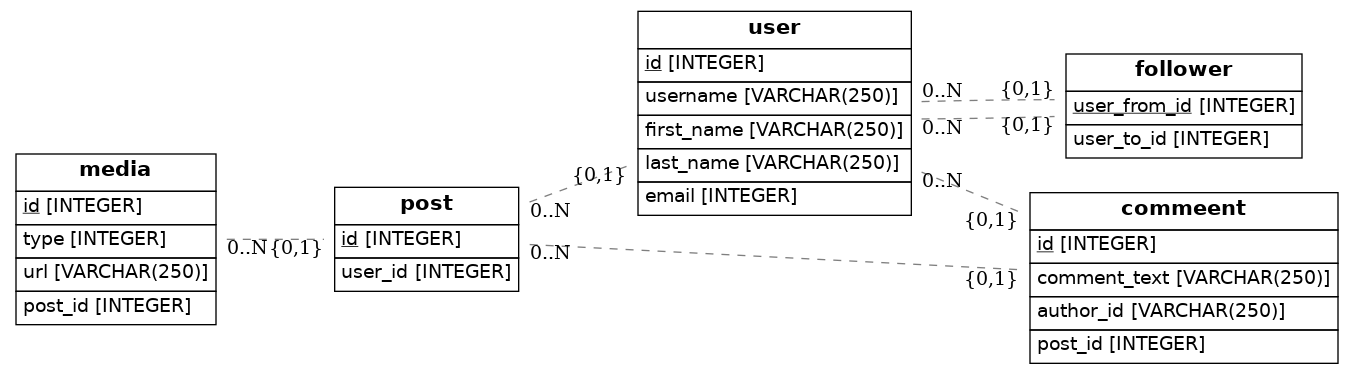 user
id [INTEGER]
username [VARCHAR(250)]
first_name [VARCHAR(250)]
last_name [VARCHAR(250)]
email [INTEGER]
follower
user_from_id [INTEGER]
user_to_id [INTEGER]
0..N {0,1}
0..N {0,1}
media
id [INTEGER]
type [INTEGER]
url [VARCHAR(250)]
post_id [INTEGER]
0..N {0,1}
post
id [INTEGER]
user_id [INTEGER]
{0,1}
0..N
0..N
{0,1}
0..N
{0,1}
commeent
id [INTEGER]
comment_text [VARCHAR(250)]
author_id [VARCHAR(250)]
post_id [INTEGER]